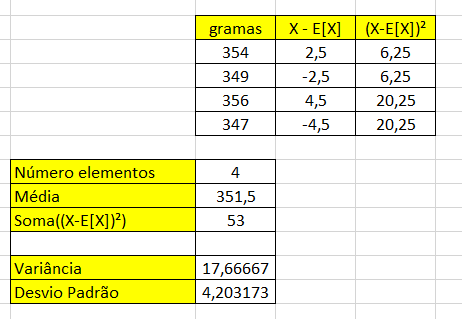 gramas X - E[X] (X-E[X])²
354 2,5 6,25
349 -2,5 6,25
356 4,5 20,25
347 -4,5 20,25
Número elementos 4
Média 351,5
Soma((X-E[X])²) 53
Variância 17,66667
Desvio Padrão 4,203173